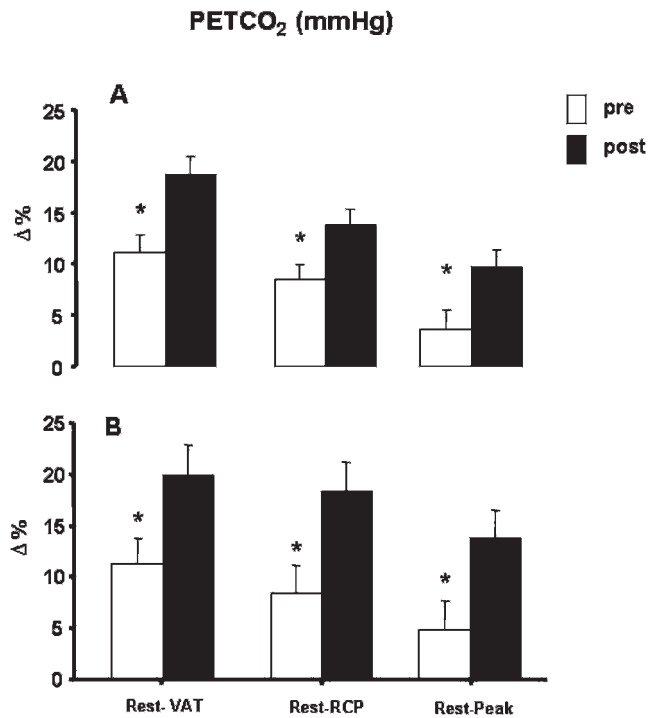 PETCO₂ (mmHg)
A
pre
post
25
20
15
10
5
0
Δ %
*
*
*
B
25
20
15
10
5
0
Δ %
*
*
*
Rest- VAT
Rest-RCP
Rest-Peak